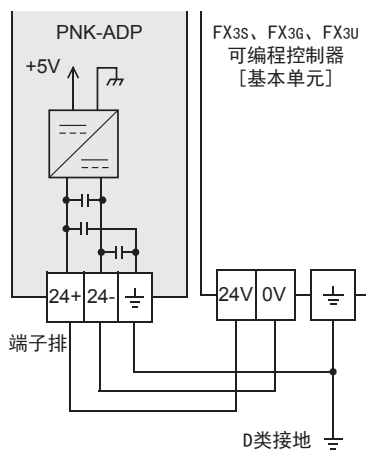 PNK-ADP
FX3S、FX3G、FX3U
可编程控制器
[基本单元]
+5V
24+ 24-
24V 0V
端子排
D类接地